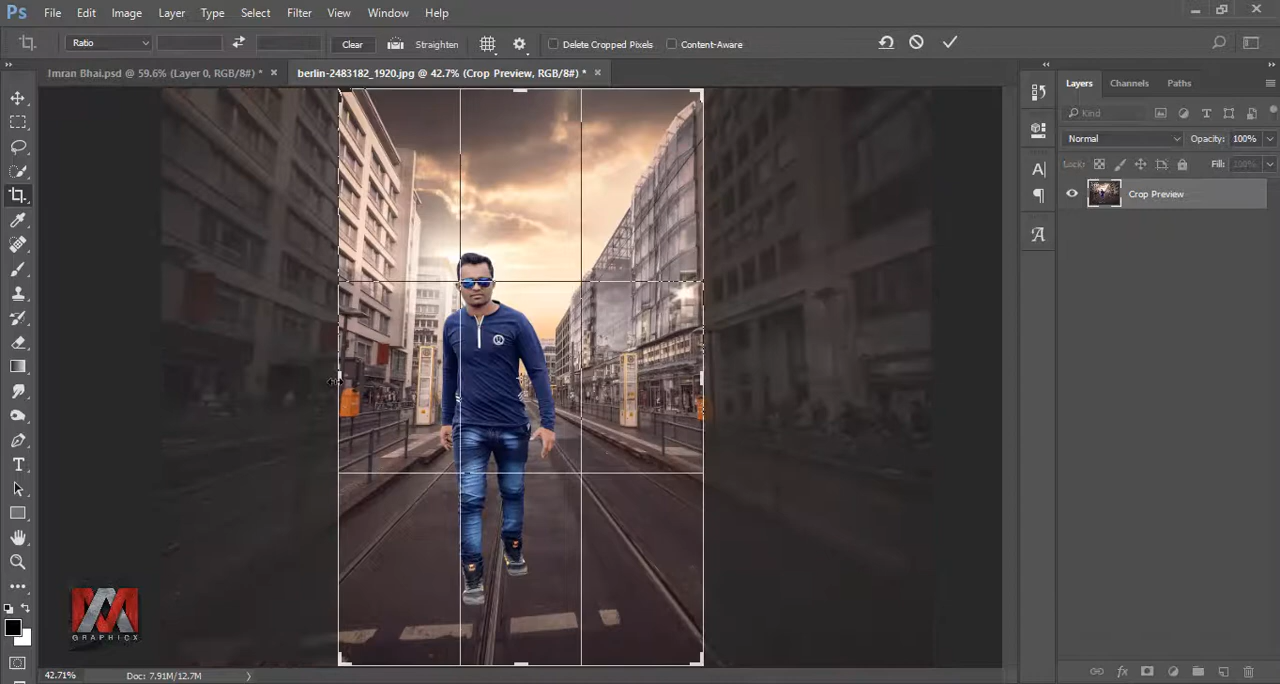 Ps File Edit Image Layer Type Select Filter View Window Help
Ratio Clear Straighten Delete Cropped Pixels Content-Aware
Imran Bhai.psd @ 59.6% (Layer 0, RGB/8#) * × berlin-2483182_1920.jpg @ 42.7% (Crop Preview, RGB/8#) * ×
Layers Channels Paths
Kind
Normal Opacity: 100%
Lock: Fill: 100%
Crop Preview
M
GRAPHICX
42.71% Doc: 7.91M/12.7M